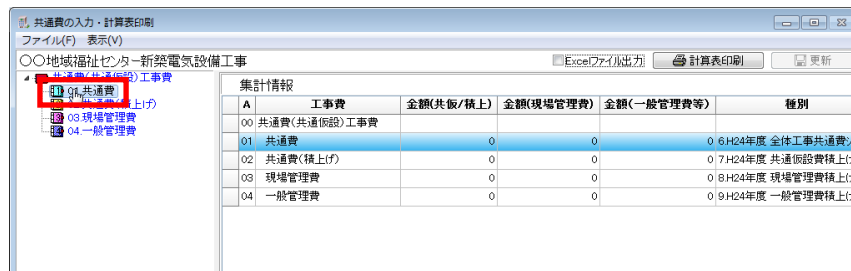 共通費の入力・計算表印刷
ファイル(F) 表示(V)
〇〇地域福祉センター新築電気設備工事
Excelファイル出力 計算表印刷 更新
共通費(共通仮設)工事費
01.共通費
共通費(積上げ)
03.現場管理費
04.一般管理費
集計情報
A 工事費 金額(共仮/積上) 金額(現場管理費) 金額(一般管理費等) 種別
00 共通費(共通仮設)工事費
01 共通費 0 0 0 6.H24年度 全体工事共通費
02 共通費(積上げ) 0 0 0 7.H24年度 共通仮設費積上
03 現場管理費 0 0 0 8.H24年度 現場管理費積上
04 一般管理費 0 0 0 9.H24年度 一般管理費積上